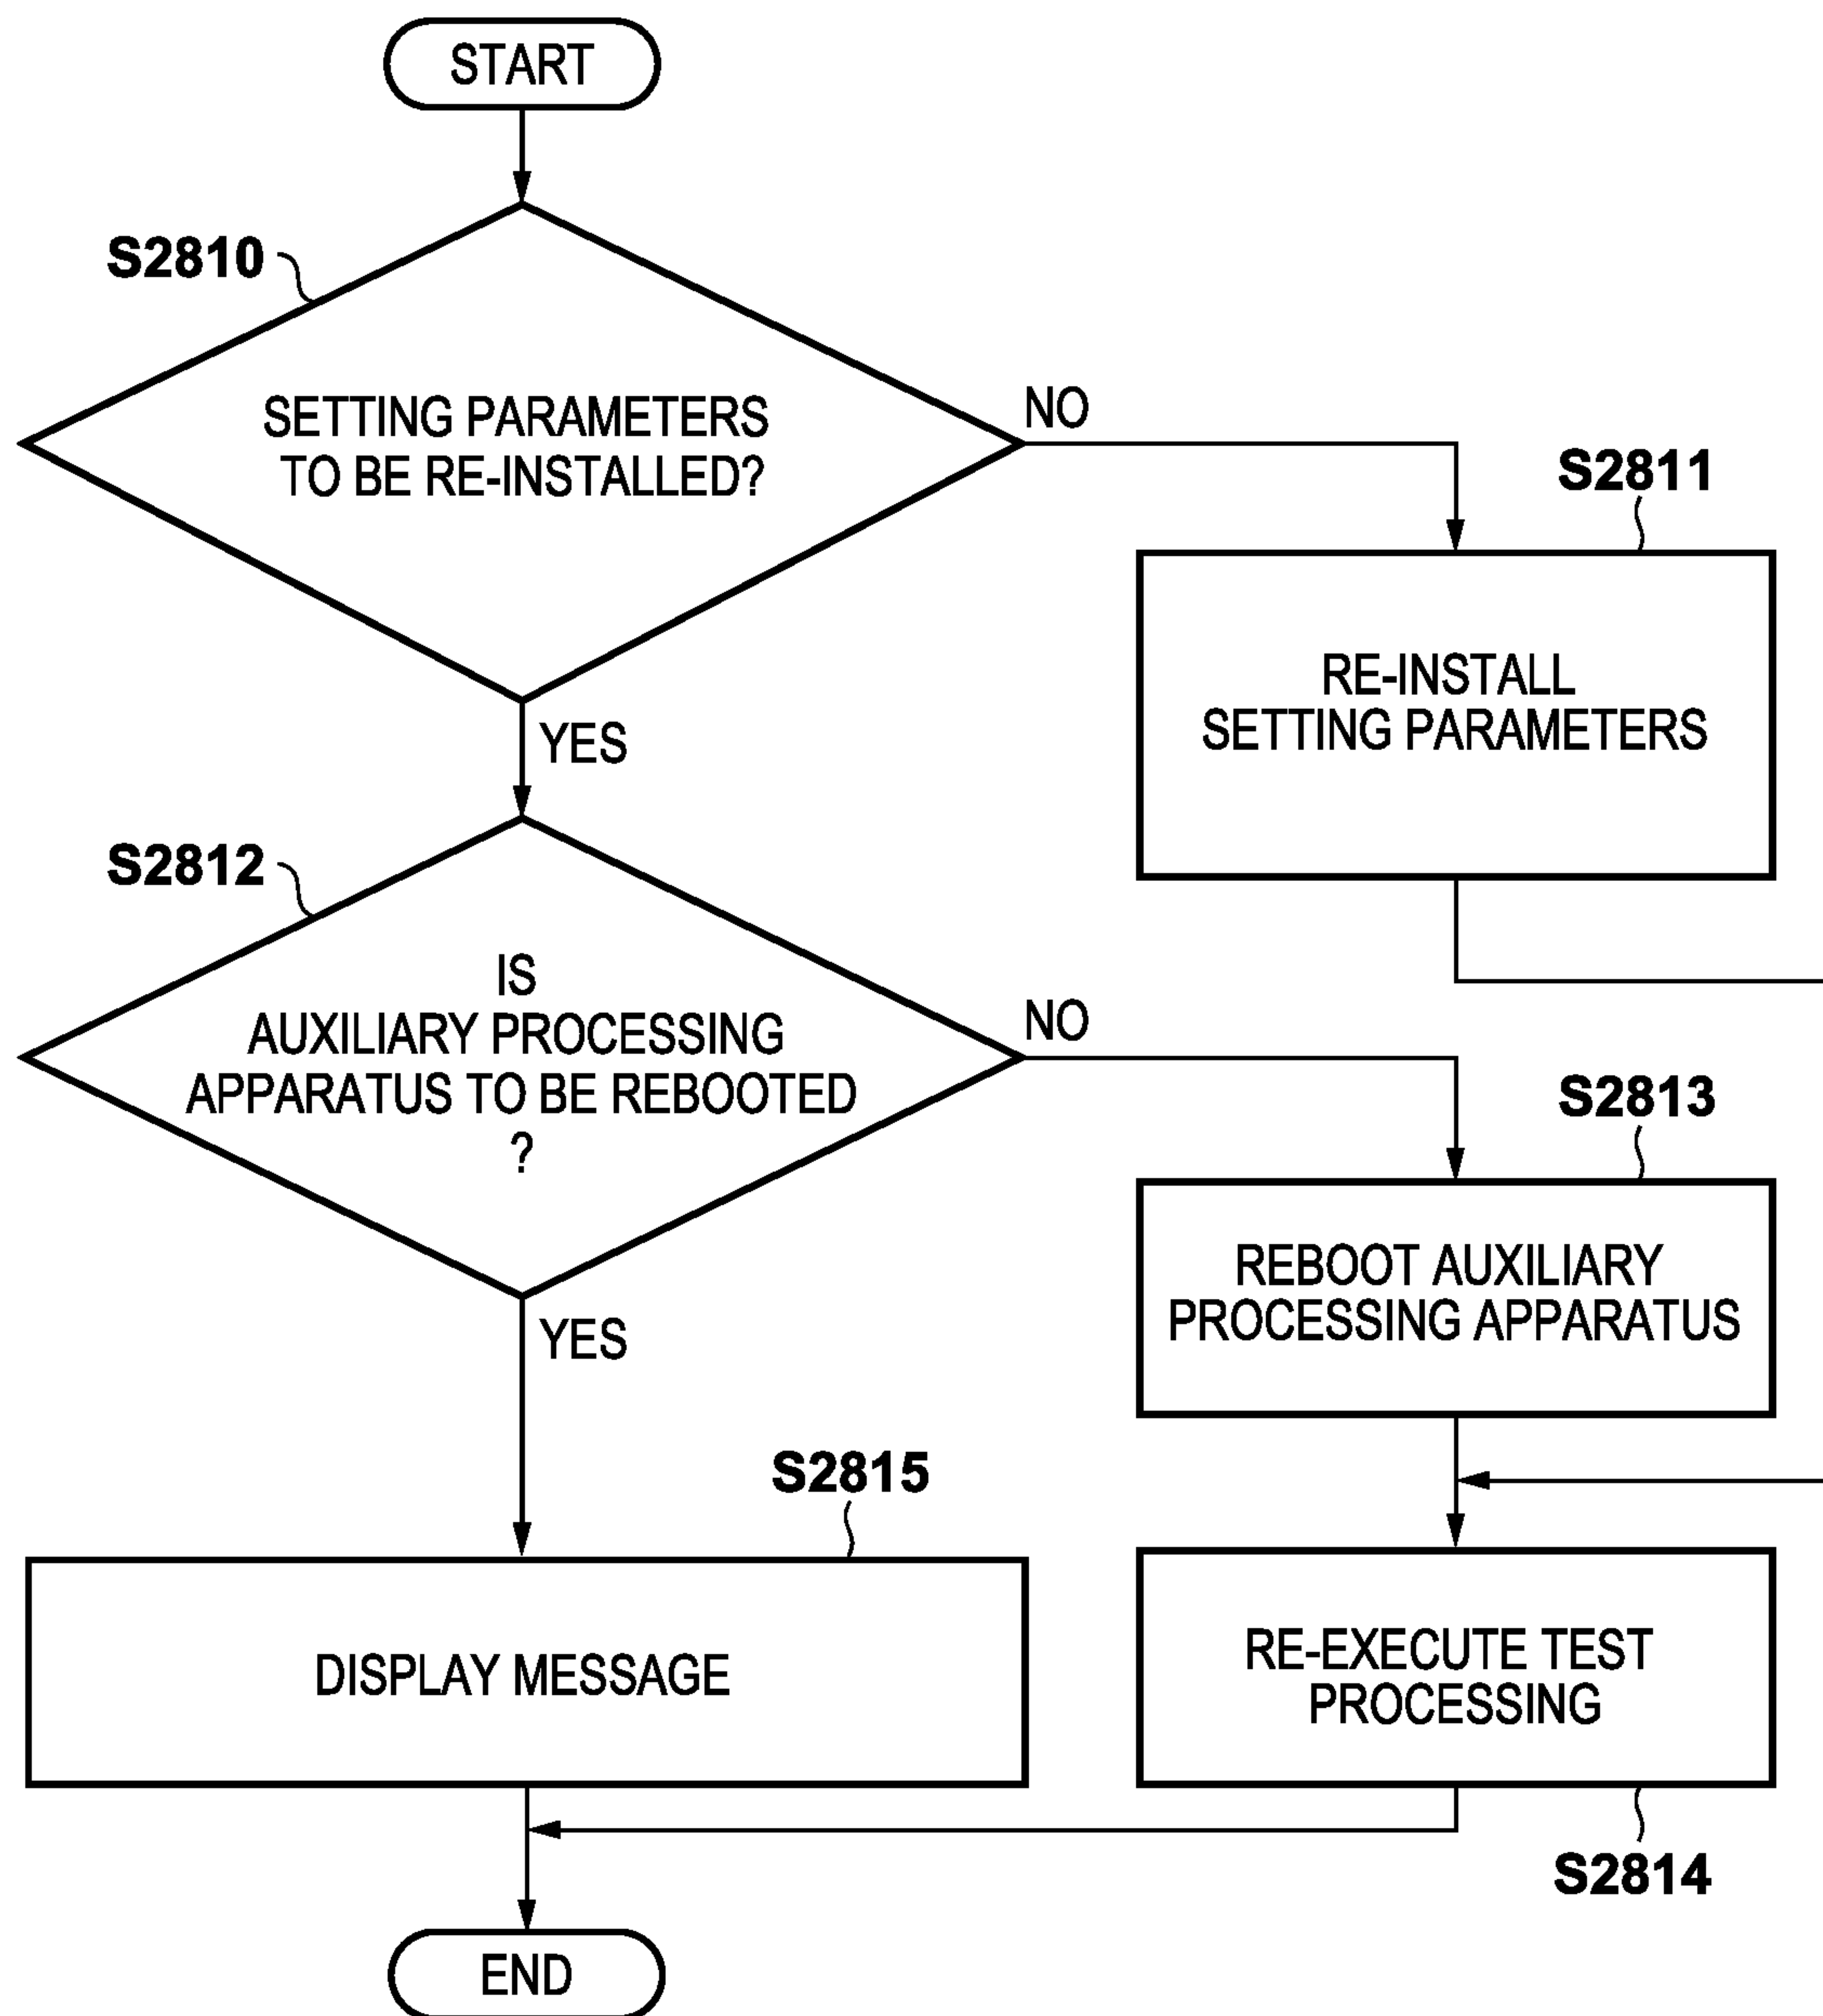 START
S2810
SETTING PARAMETERS
TO BE RE-INSTALLED?
NO
YES
S2811
RE-INSTALL
SETTING PARAMETERS
S2812
IS
AUXILIARY PROCESSING
APPARATUS TO BE REBOOTED
?
NO
YES
S2813
REBOOT AUXILIARY
PROCESSING APPARATUS
S2815
DISPLAY MESSAGE
RE-EXECUTE TEST
PROCESSING
S2814
END